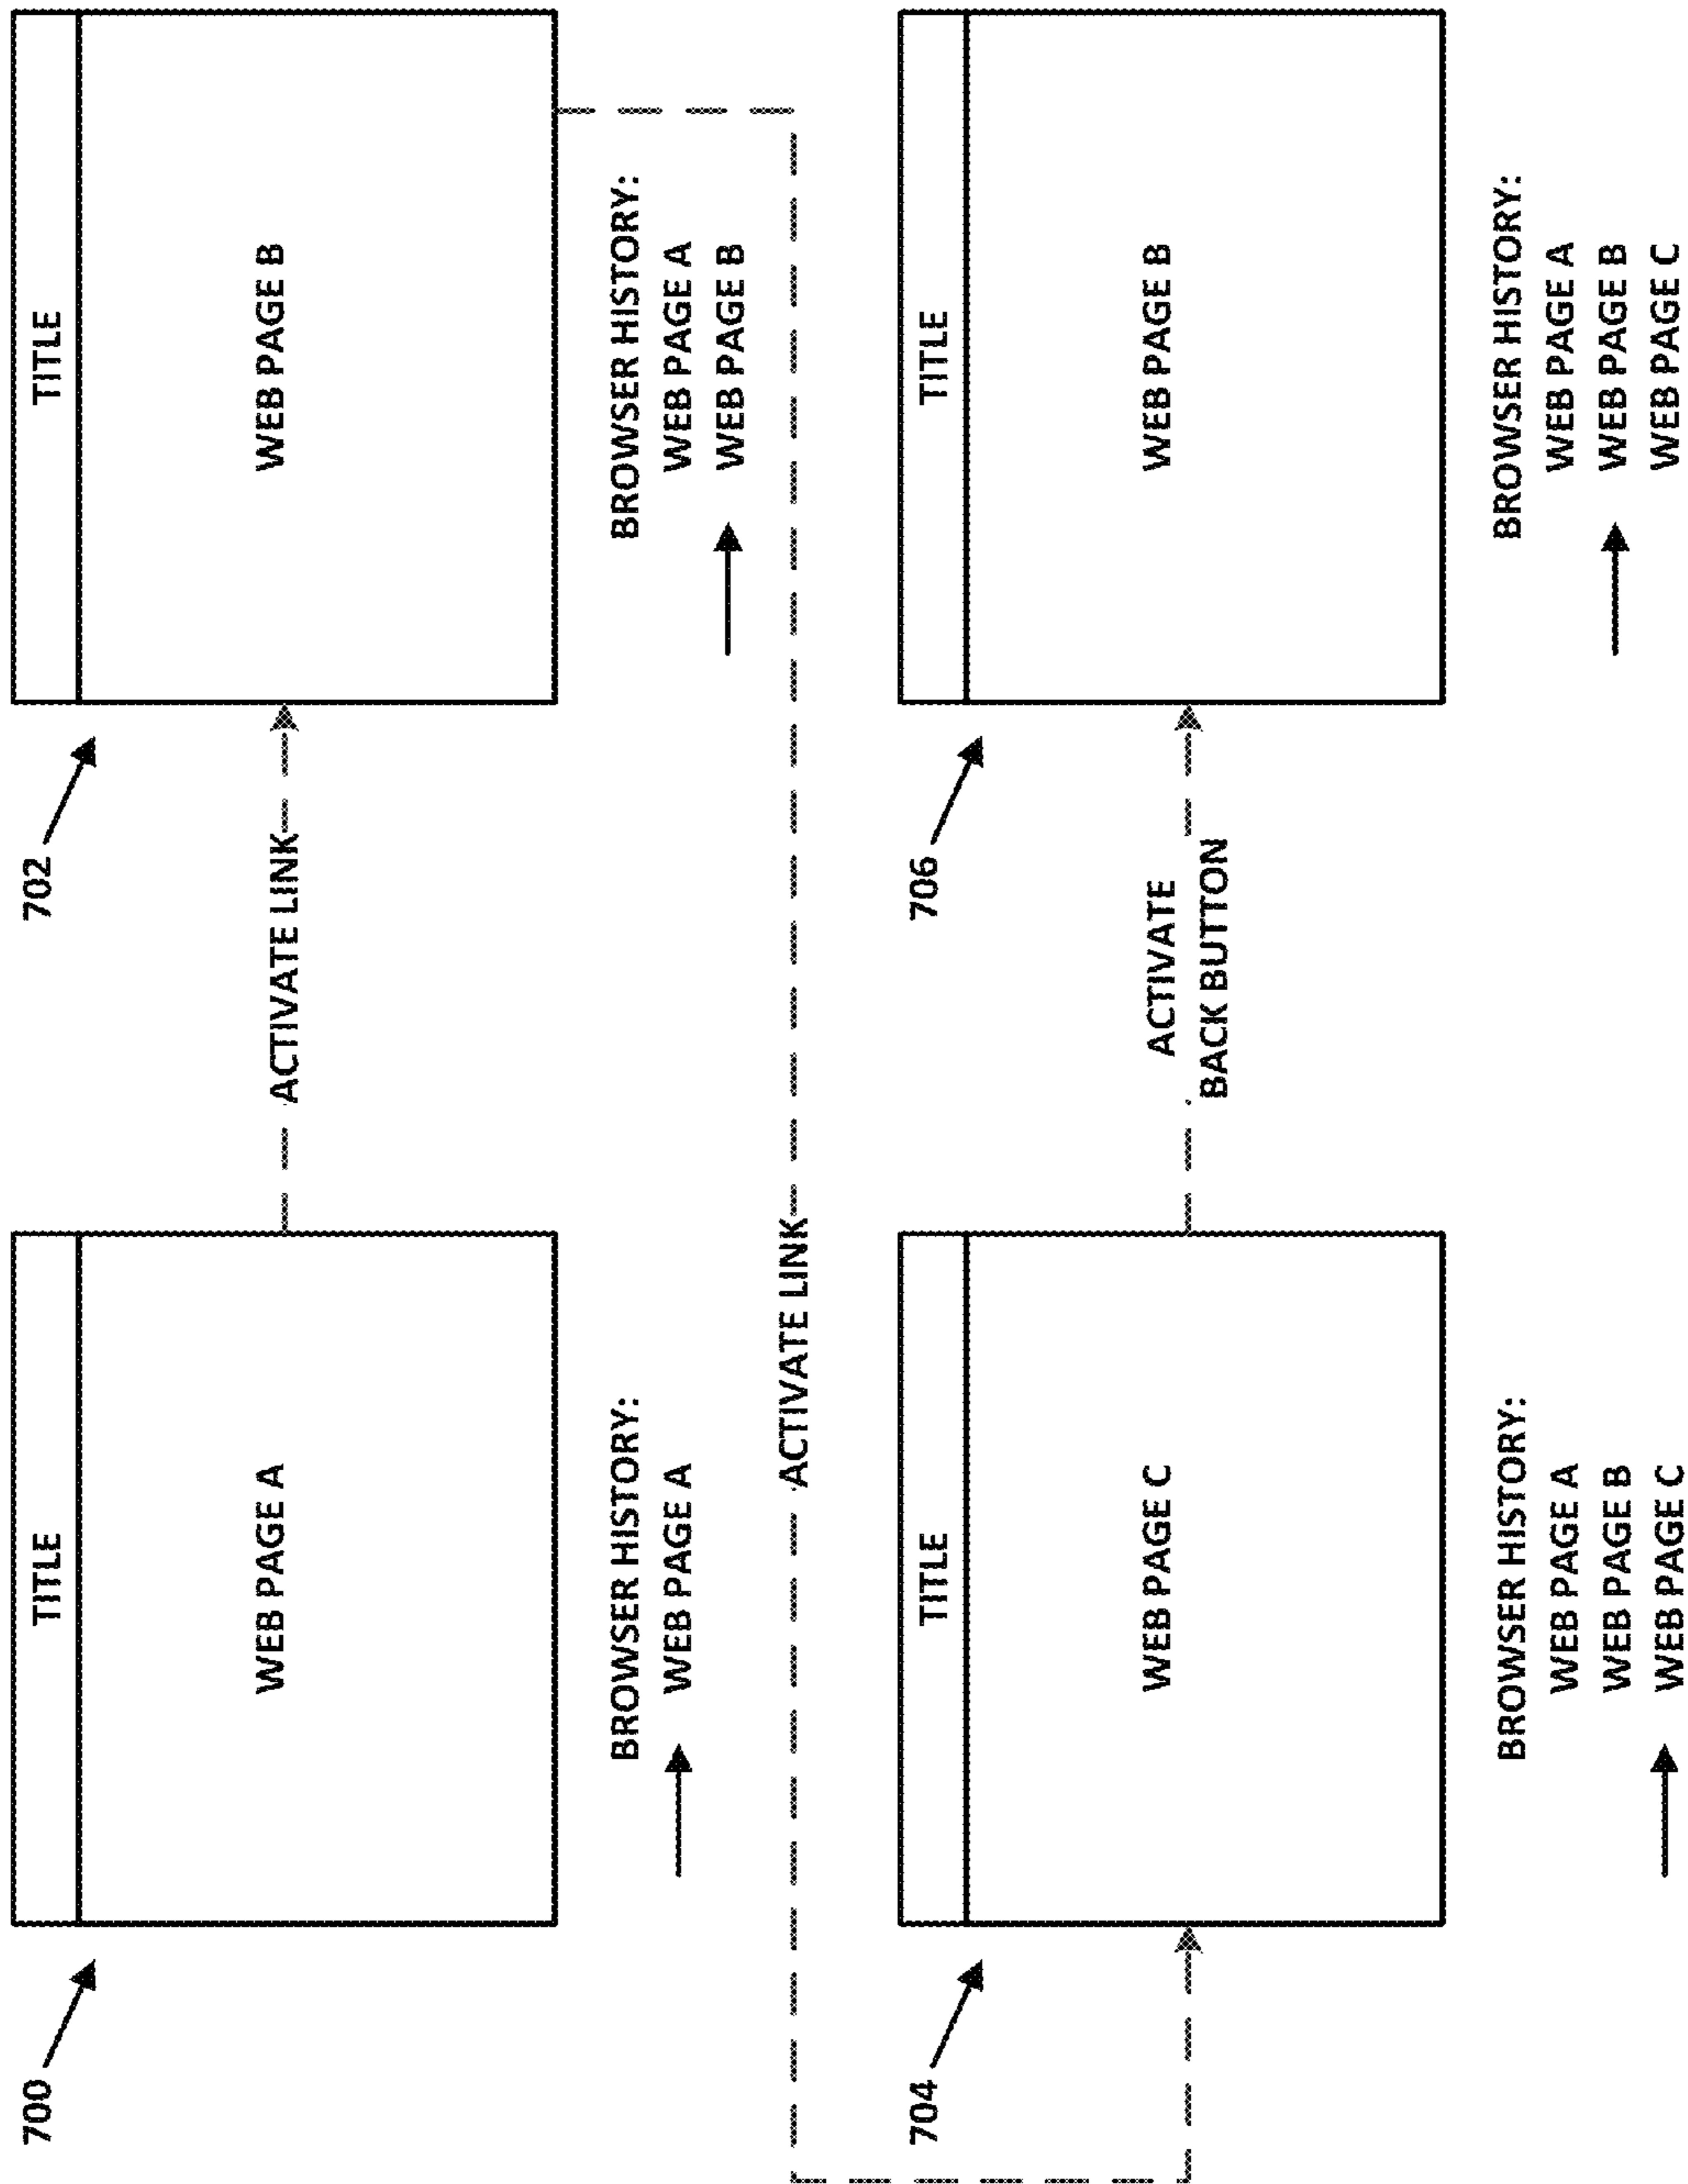 700
TITLE
WEB PAGE A
BROWSER HISTORY:
WEB PAGE A
ACTIVATE LINK
702
TITLE
WEB PAGE B
BROWSER HISTORY:
WEB PAGE A
WEB PAGE B
ACTIVATE LINK
704
TITLE
WEB PAGE C
BROWSER HISTORY:
WEB PAGE A
WEB PAGE B
WEB PAGE C
ACTIVATE
BACK BUTTON
706
TITLE
WEB PAGE B
BROWSER HISTORY:
WEB PAGE A
WEB PAGE B
WEB PAGE C